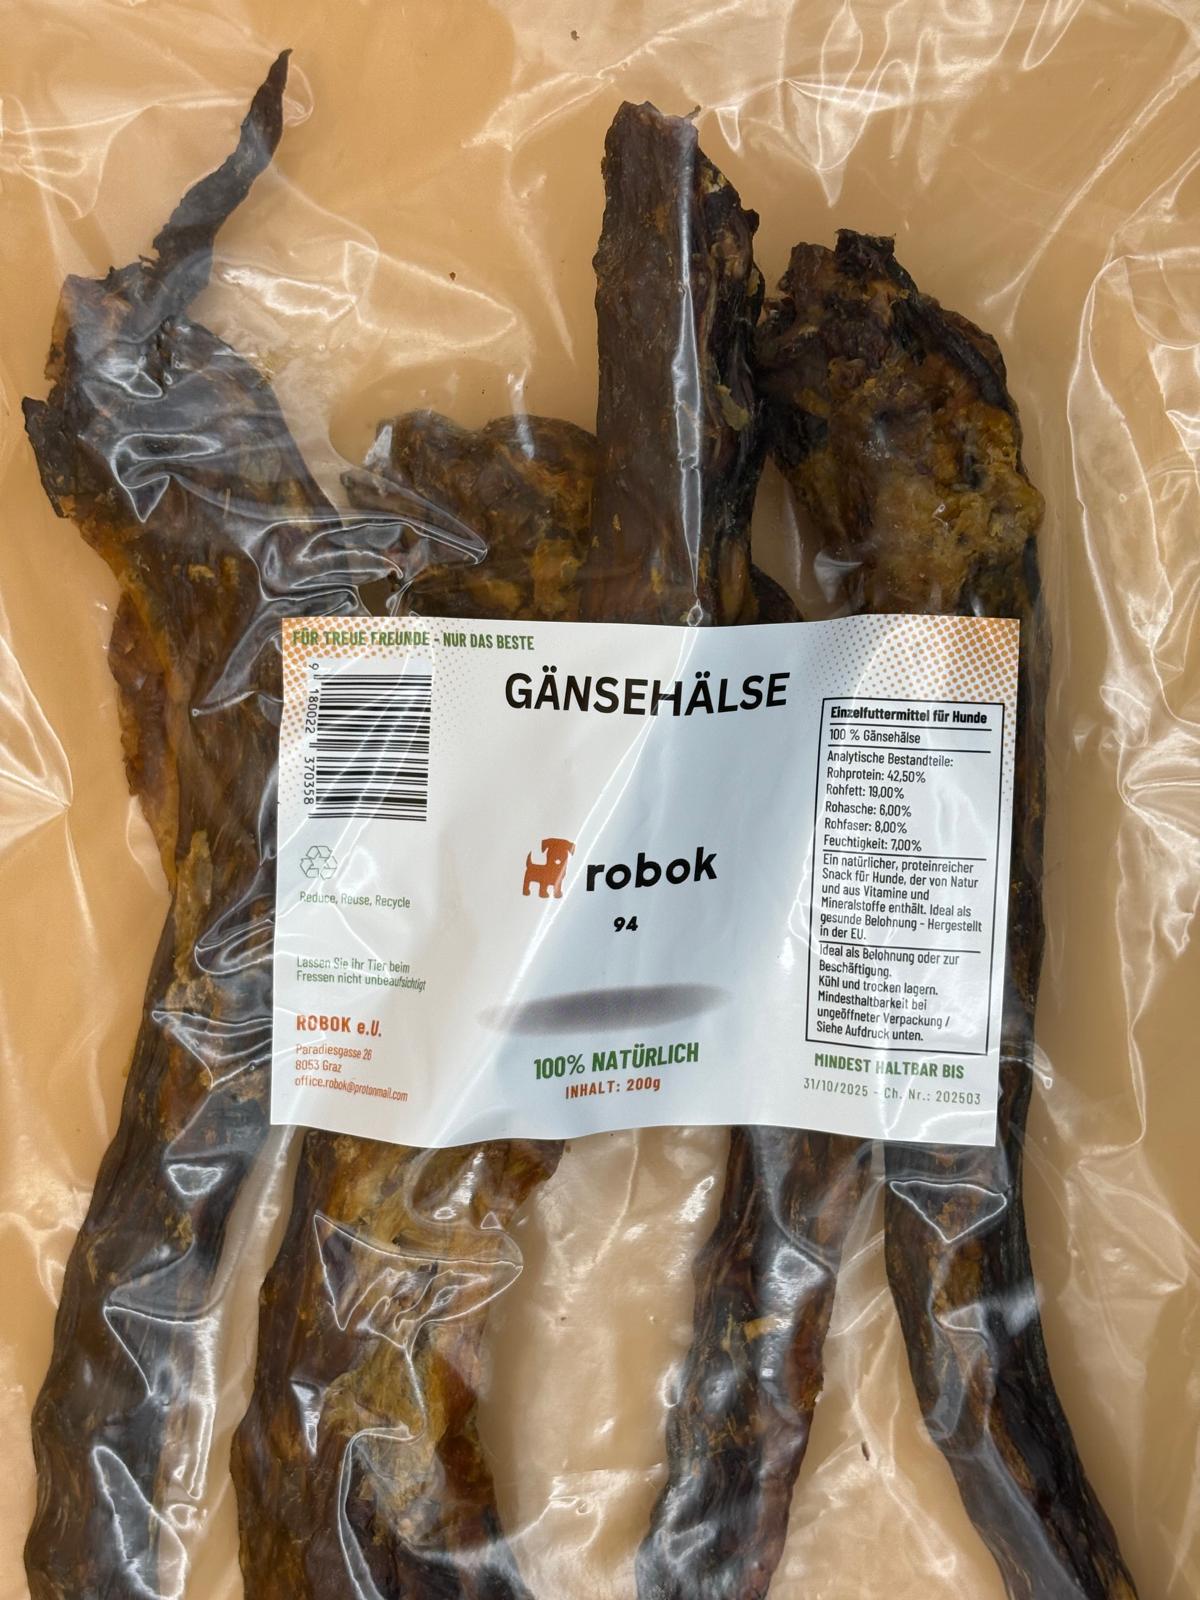 FÜR TREUE FREUNDE - NUR DAS BESTE
GÄNSEHÄLSE
9 180022 370358
Reduce, Reuse, Recycle
Lassen Sie ihr Tier beim
Fressen nicht unbeaufsichtigt
ROBOK e.U.
Paradiesgasse 26
8053 Graz
office.robok@protonmail.com
robok
94
100% NATÜRLICH
INHALT: 200g
Einzelfuttermittel für Hunde
100 % Gänsehälse
Analytische Bestandteile:
Rohprotein: 42,50%
Rohfett: 19,00%
Rohasche: 6,00%
Rohfaser: 8,00%
Feuchtigkeit: 7,00%
Ein natürlicher, proteinreicher
Snack für Hunde, der von Natur
und aus Vitamine und
Mineralstoffe enthält. Ideal als
gesunde Belohnung - Hergestellt
in der EU.
Ideal als Belohnung oder zur
Beschäftigung.
Kühl und trocken lagern.
Mindesthaltbarkeit bei
ungeöffneter Verpackung /
Siehe Aufdruck unten.
MINDEST HALTBAR BIS
31/10/2025 - Ch. Nr.: 202503